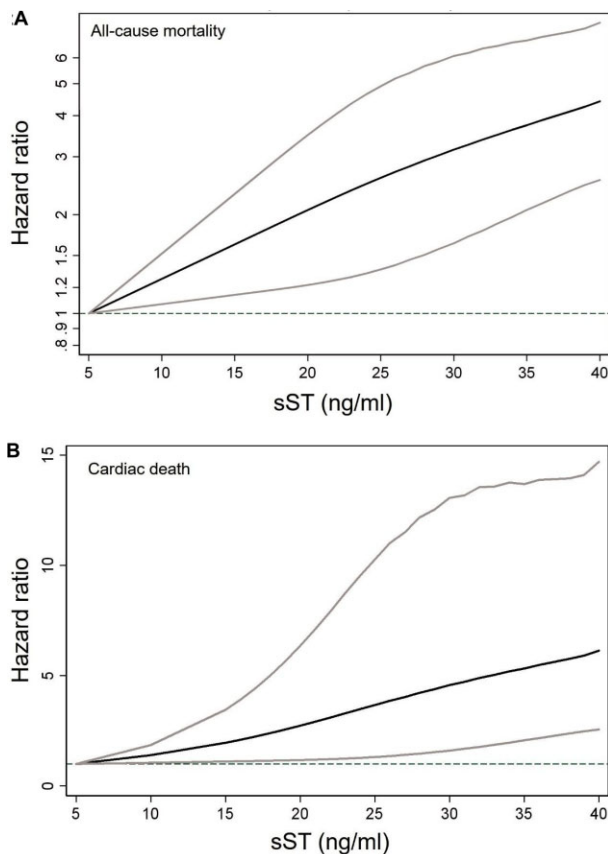 :A
All-cause mortality
Hazard ratio
6
5
4
3
2
1.5
1.2
1
.9
.8
5 10 15 20 25 30 35 40
sST (ng/ml)
B
Cardiac death
Hazard ratio
15
10
5
0
5 10 15 20 25 30 35 40
sST (ng/ml)